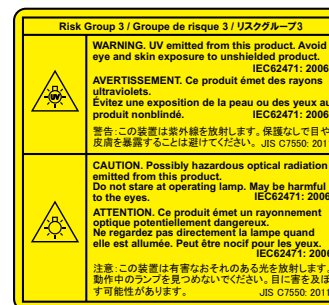 Risk Group 3 / Groupe de risque 3 / リスクグループ3
UV
WARNING. UV emitted from this product. Avoid
eye and skin exposure to unshielded product.
IEC62471: 2006
AVERTISSEMENT. Ce produit émet des rayons
ultraviolets.
Évitez une exposition de la peau ou des yeux au
produit nonblindé. IEC62471: 2006
警告:この装置は紫外線を放射します。保護なしで目や
皮膚を暴露することは避けてください。JIS C7550: 2011
CAUTION. Possibly hazardous optical radiation
emitted from this product.
Do not stare at operating lamp. May be harmful
to the eyes. IEC62471: 2006
ATTENTION. Ce produit émet un rayonnement
optique potentiellement dangereux.
Ne regardez pas directement la lampe quand
elle est allumée. Peut être nocif pour les yeux.
IEC62471: 2006
注意:この装置は有害なおそれのある光を放射します。
動作中のランプを見つめないでください。目に害を及ぼ
す可能性があります。 JIS C7550: 2011